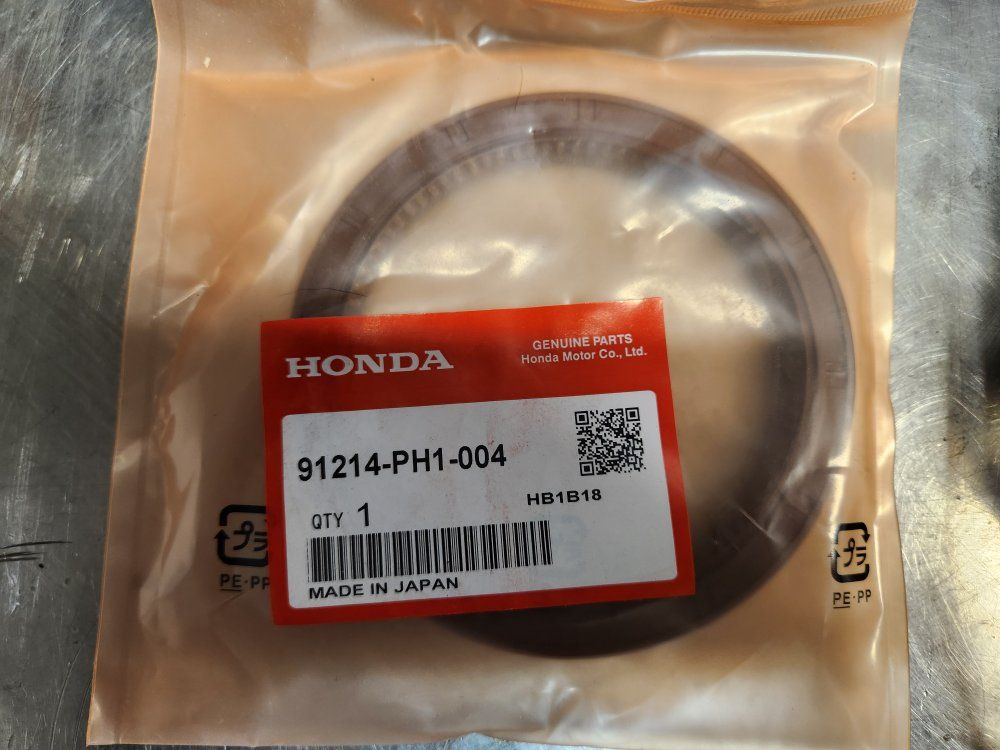 HONDA
GENUINE PARTS
Honda Motor Co., Ltd.
91214-PH1-004
HB1B18
QTY 1
MADE IN JAPAN
プラ
PE・PP
プラ
PE・PP